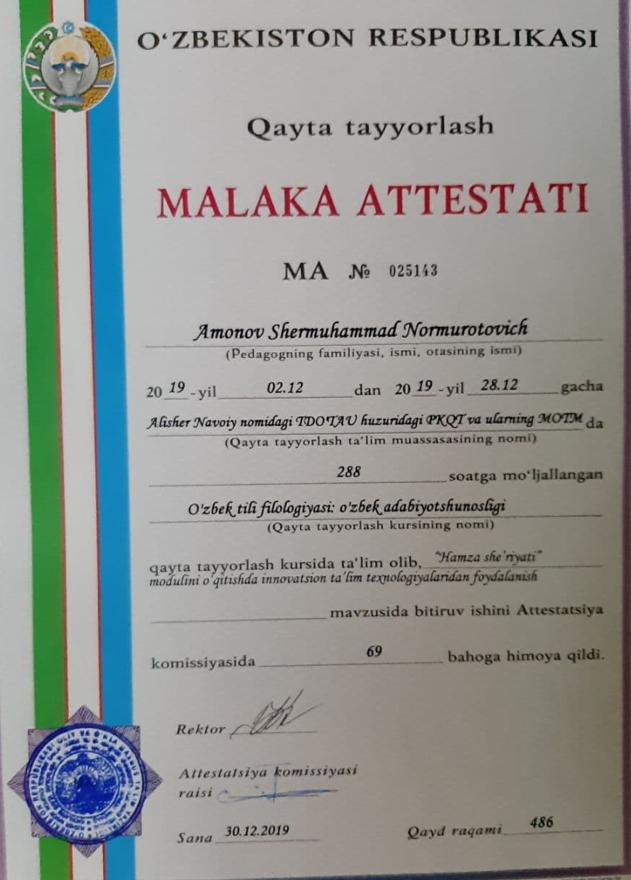 O‘ZBEKISTON RESPUBLIKASI
Qayta tayyorlash
MALAKA ATTESTATI
MA № 025143
Amonov Shermuhammad Normurotovich
(Pedagogning familiyasi, ismi, otasining ismi)
20 19 -yil 02.12 dan 20 19 -yil 28.12 gacha
Alisher Navoiy nomidagi TDO'TAU huzuridagi PKQT va ularning MOTM da
(Qayta tayyorlash ta‘lim muassasasining nomi)
288 soatga mo‘ljallangan
O'zbek tili filologiyasi: o'zbek adabiyotshunosligi
(Qayta tayyorlash kursining nomi)
qayta tayyorlash kursida ta‘lim olib, "Hamza she'riyati"
modulini o'qitishda innovatsion ta'lim texnologiyalaridan foydalanish
mavzusida bitiruv ishini Attestatsiya
komissiyasida 69 bahoga himoya qildi.
Rektor
Attestatsiya komissiyasi
raisi
Sana 30.12.2019 Qayd raqami 486